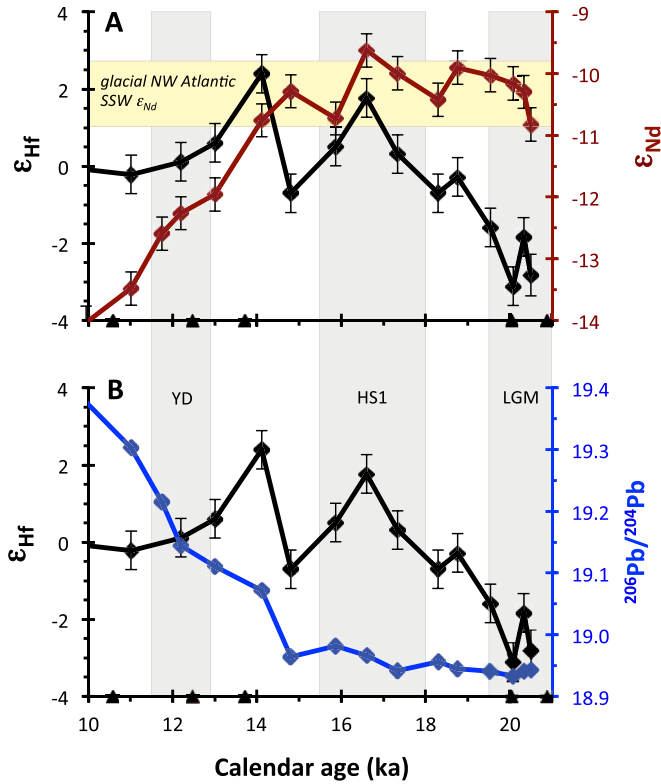 A
glacial NW Atlantic
SSW εNd
εHf
4
2
0
-2
-4
εNd
-9
-10
-11
-12
-13
-14
B
YD
HS1
LGM
εHf
4
2
0
-2
-4
206Pb/204Pb
19.4
19.3
19.2
19.1
19.0
18.9
10
12
14
16
18
20
Calendar age (ka)